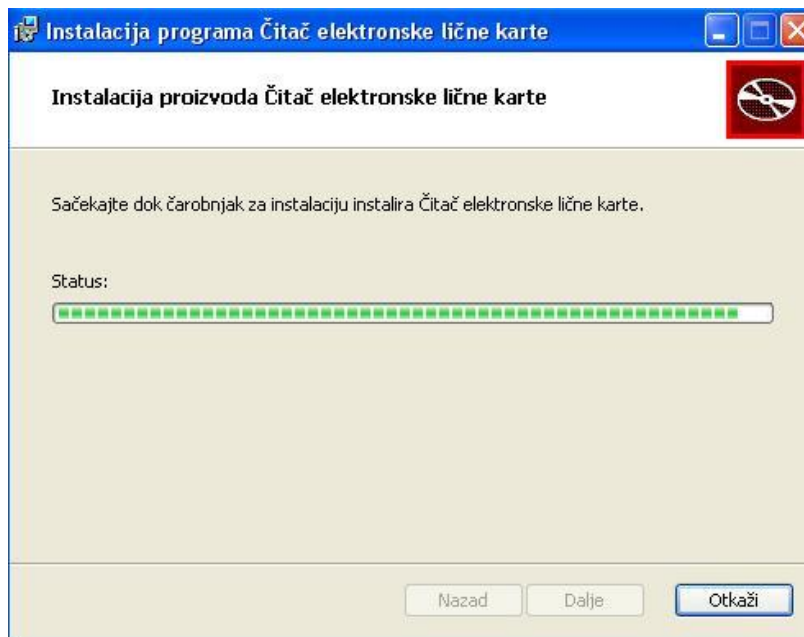 Instalacija programa Čitač elektronske lične karte
Instalacija proizvoda Čitač elektronske lične karte
Sačekajte dok čarobnjak za instalaciju instalira Čitač elektronske lične karte.
Status:
Nazad
Dalje
Otkaži